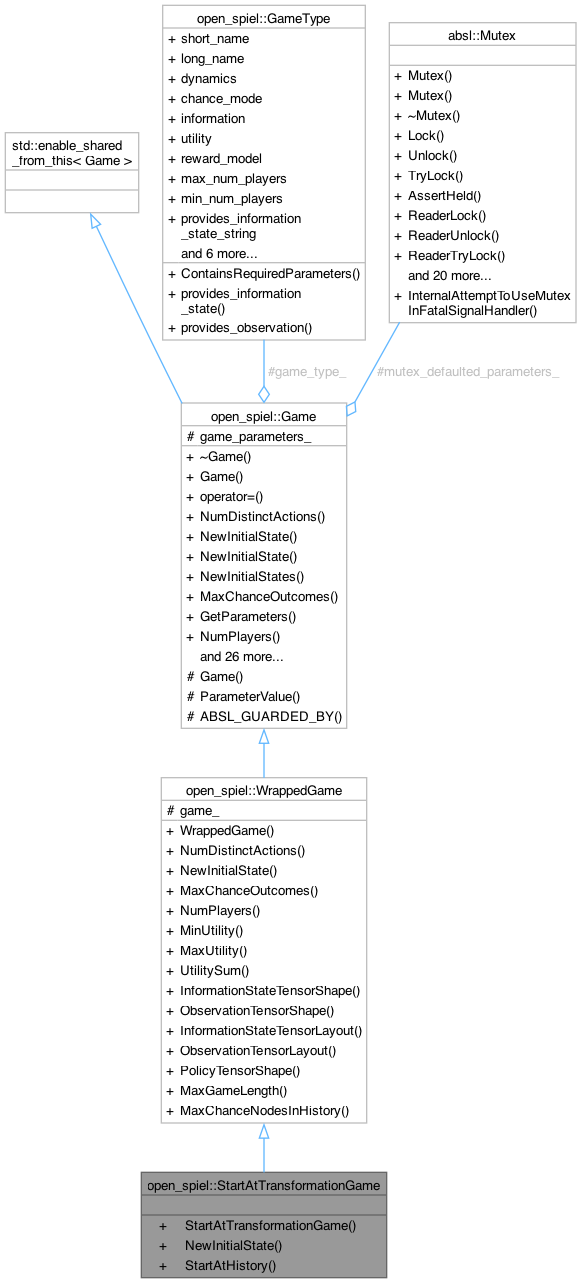 open_spiel::GameType
+ short_name
+ long_name
+ dynamics
+ chance_mode
+ information
+ utility
+ reward_model
+ max_num_players
+ min_num_players
+ provides_information
_state_string
and 6 more...
+ ContainsRequiredParameters()
+ provides_information
_state()
+ provides_observation()
absl::Mutex
+ Mutex()
+ Mutex()
+ ~Mutex()
+ Lock()
+ Unlock()
+ TryLock()
+ AssertHeld()
+ ReaderLock()
+ ReaderUnlock()
+ ReaderTryLock()
and 20 more...
+ InternalAttemptToUseMutex
InFatalSignalHandler()
std::enable_shared
_from_this< Game >
#game_type_
#mutex_defaulted_parameters_
open_spiel::Game
# game_parameters_
+ ~Game()
+ Game()
+ operator=()
+ NumDistinctActions()
+ NewInitialState()
+ NewInitialState()
+ NewInitialStates()
+ MaxChanceOutcomes()
+ GetParameters()
+ NumPlayers()
and 26 more...
# Game()
# ParameterValue()
# ABSL_GUARDED_BY()
open_spiel::WrappedGame
# game_
+ WrappedGame()
+ NumDistinctActions()
+ NewInitialState()
+ MaxChanceOutcomes()
+ NumPlayers()
+ MinUtility()
+ MaxUtility()
+ UtilitySum()
+ InformationStateTensorShape()
+ ObservationTensorShape()
+ InformationStateTensorLayout()
+ ObservationTensorLayout()
+ PolicyTensorShape()
+ MaxGameLength()
+ MaxChanceNodesInHistory()
open_spiel::StartAtTransformationGame
+ StartAtTransformationGame()
+ NewInitialState()
+ StartAtHistory()